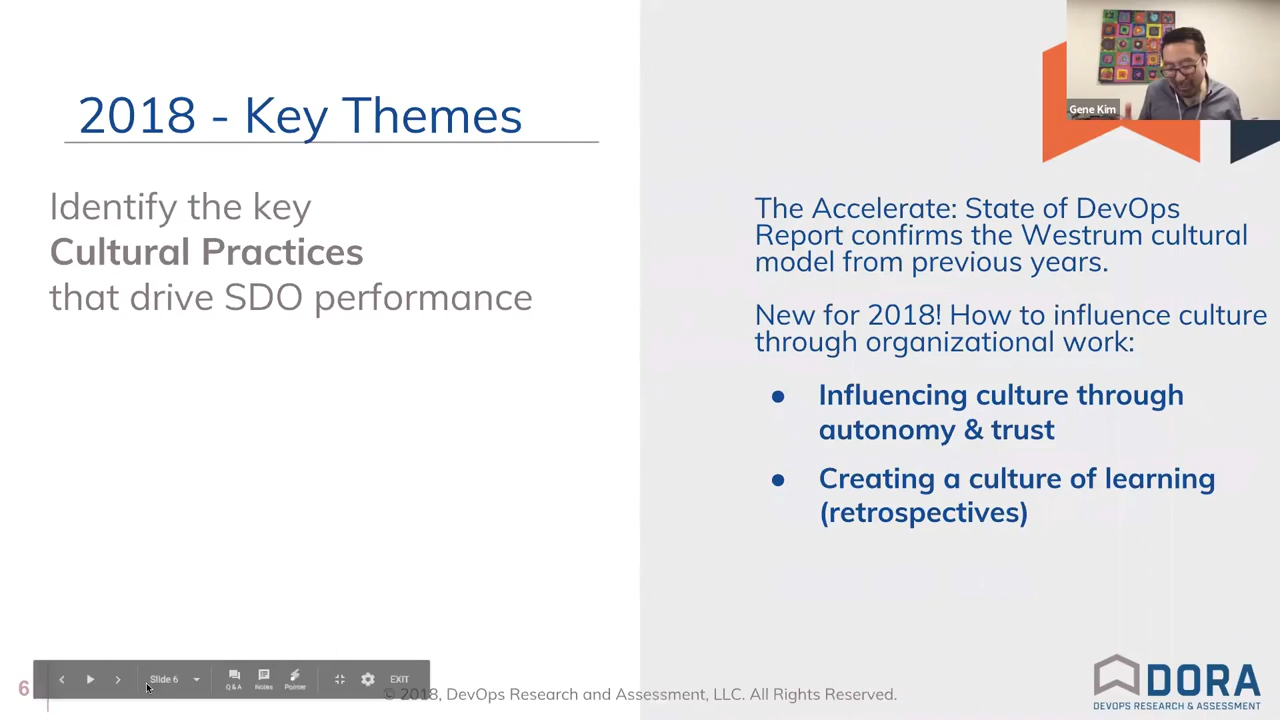 2018 - Key Themes
Identify the key
Cultural Practices
that drive SDO performance
Gene Kim
The Accelerate: State of DevOps
Report confirms the Westrum cultural
model from previous years.
New for 2018! How to influence culture
through organizational work:
● Influencing culture through
autonomy & trust
● Creating a culture of learning
(retrospectives)
6
Slide 6
Q&A
Notes
Pointer
EXIT
© 2018, DevOps Research and Assessment, LLC. All Rights Reserved.
DORA
DEVOPS RESEARCH & ASSESSMENT